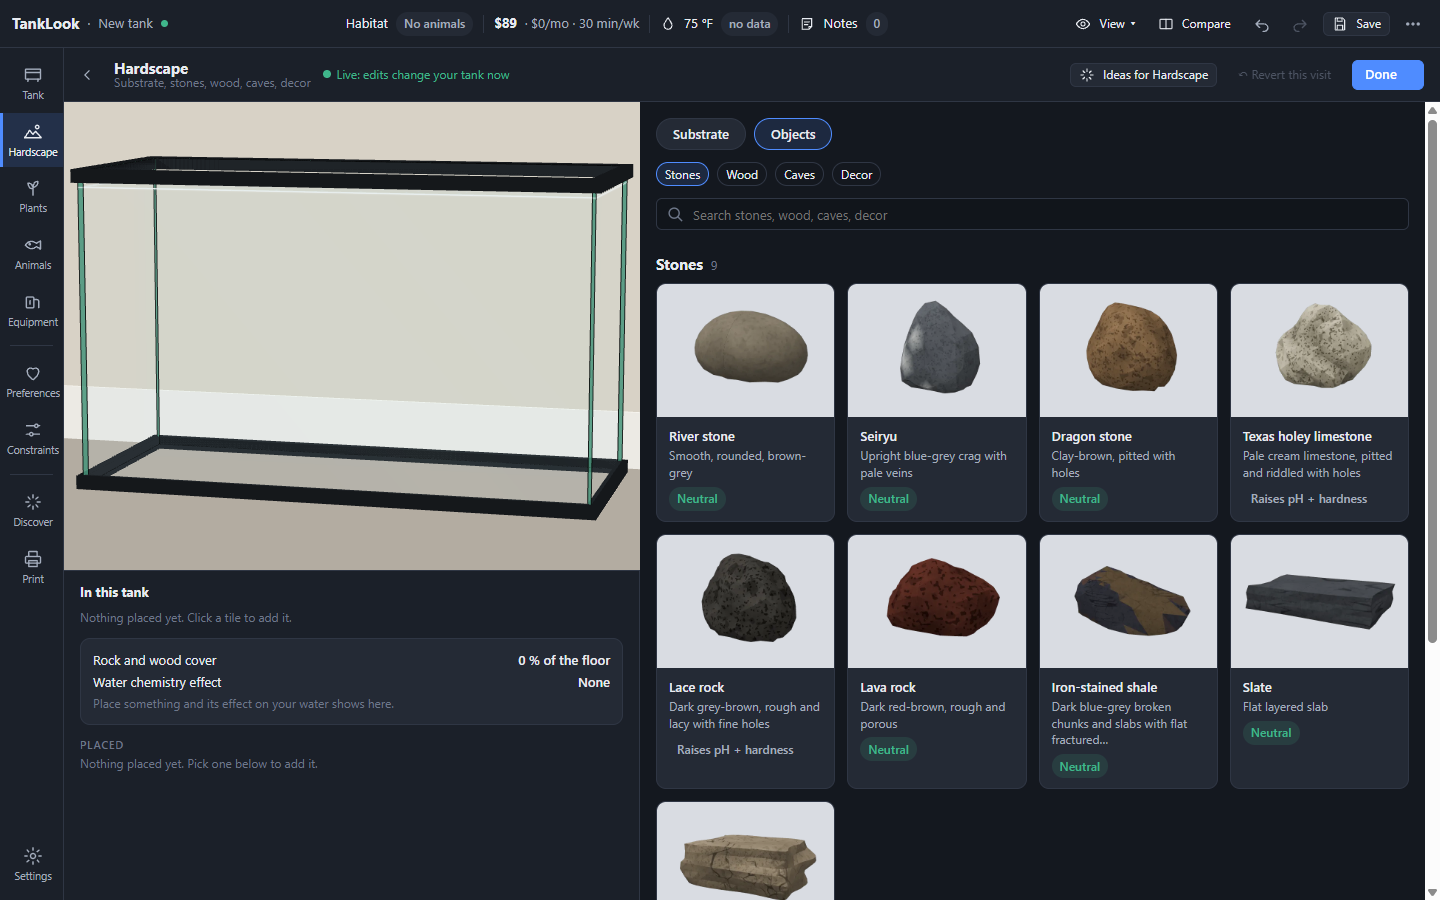 TankLook · New tank
Habitat No animals
$89 · $0/mo · 30 min/wk
75 °F no data
Notes 0
View
Compare
Save
Tank
Hardscape
Plants
Animals
Equipment
Preferences
Constraints
Discover
Print
Settings
Hardscape
Substrate, stones, wood, caves, decor
Live: edits change your tank now
Ideas for Hardscape
Revert this visit
Done
In this tank
Nothing placed yet. Click a tile to add it.
Rock and wood cover 0 % of the floor
Water chemistry effect None
Place something and its effect on your water shows here.
PLACED
Nothing placed yet. Pick one below to add it.
Substrate Objects
Stones Wood Caves Decor
Search stones, wood, caves, decor
Stones 9
River stone
Smooth, rounded, brown-
grey
Neutral
Seiryu
Upright blue-grey crag with
pale veins
Neutral
Dragon stone
Clay-brown, pitted with
holes
Neutral
Texas holey limestone
Pale cream limestone, pitted
and riddled with holes
Raises pH + hardness
Lace rock
Dark grey-brown, rough and
lacy with fine holes
Raises pH + hardness
Lava rock
Dark red-brown, rough and
porous
Neutral
Iron-stained shale
Dark blue-grey broken
chunks and slabs with flat
fractured...
Neutral
Slate
Flat layered slab
Neutral